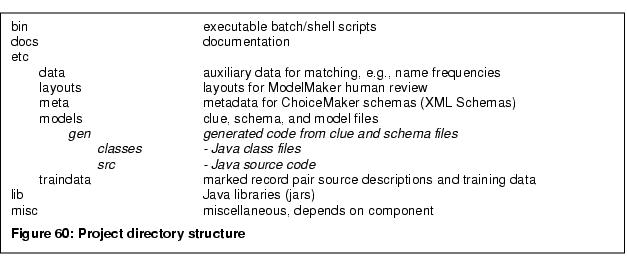 bin executable batch/shell scripts
docs documentation
etc
data auxiliary data for matching, e.g., name frequencies
layouts layouts for ModelMaker human review
meta metadata for ChoiceMaker schemas (XML Schemas)
models clue, schema, and model files
gen generated code from clue and schema files
classes - Java class files
src - Java source code
traindata marked record pair source descriptions and training data
lib Java libraries (jars)
misc miscellaneous, depends on component
Figure 60: Project directory structure